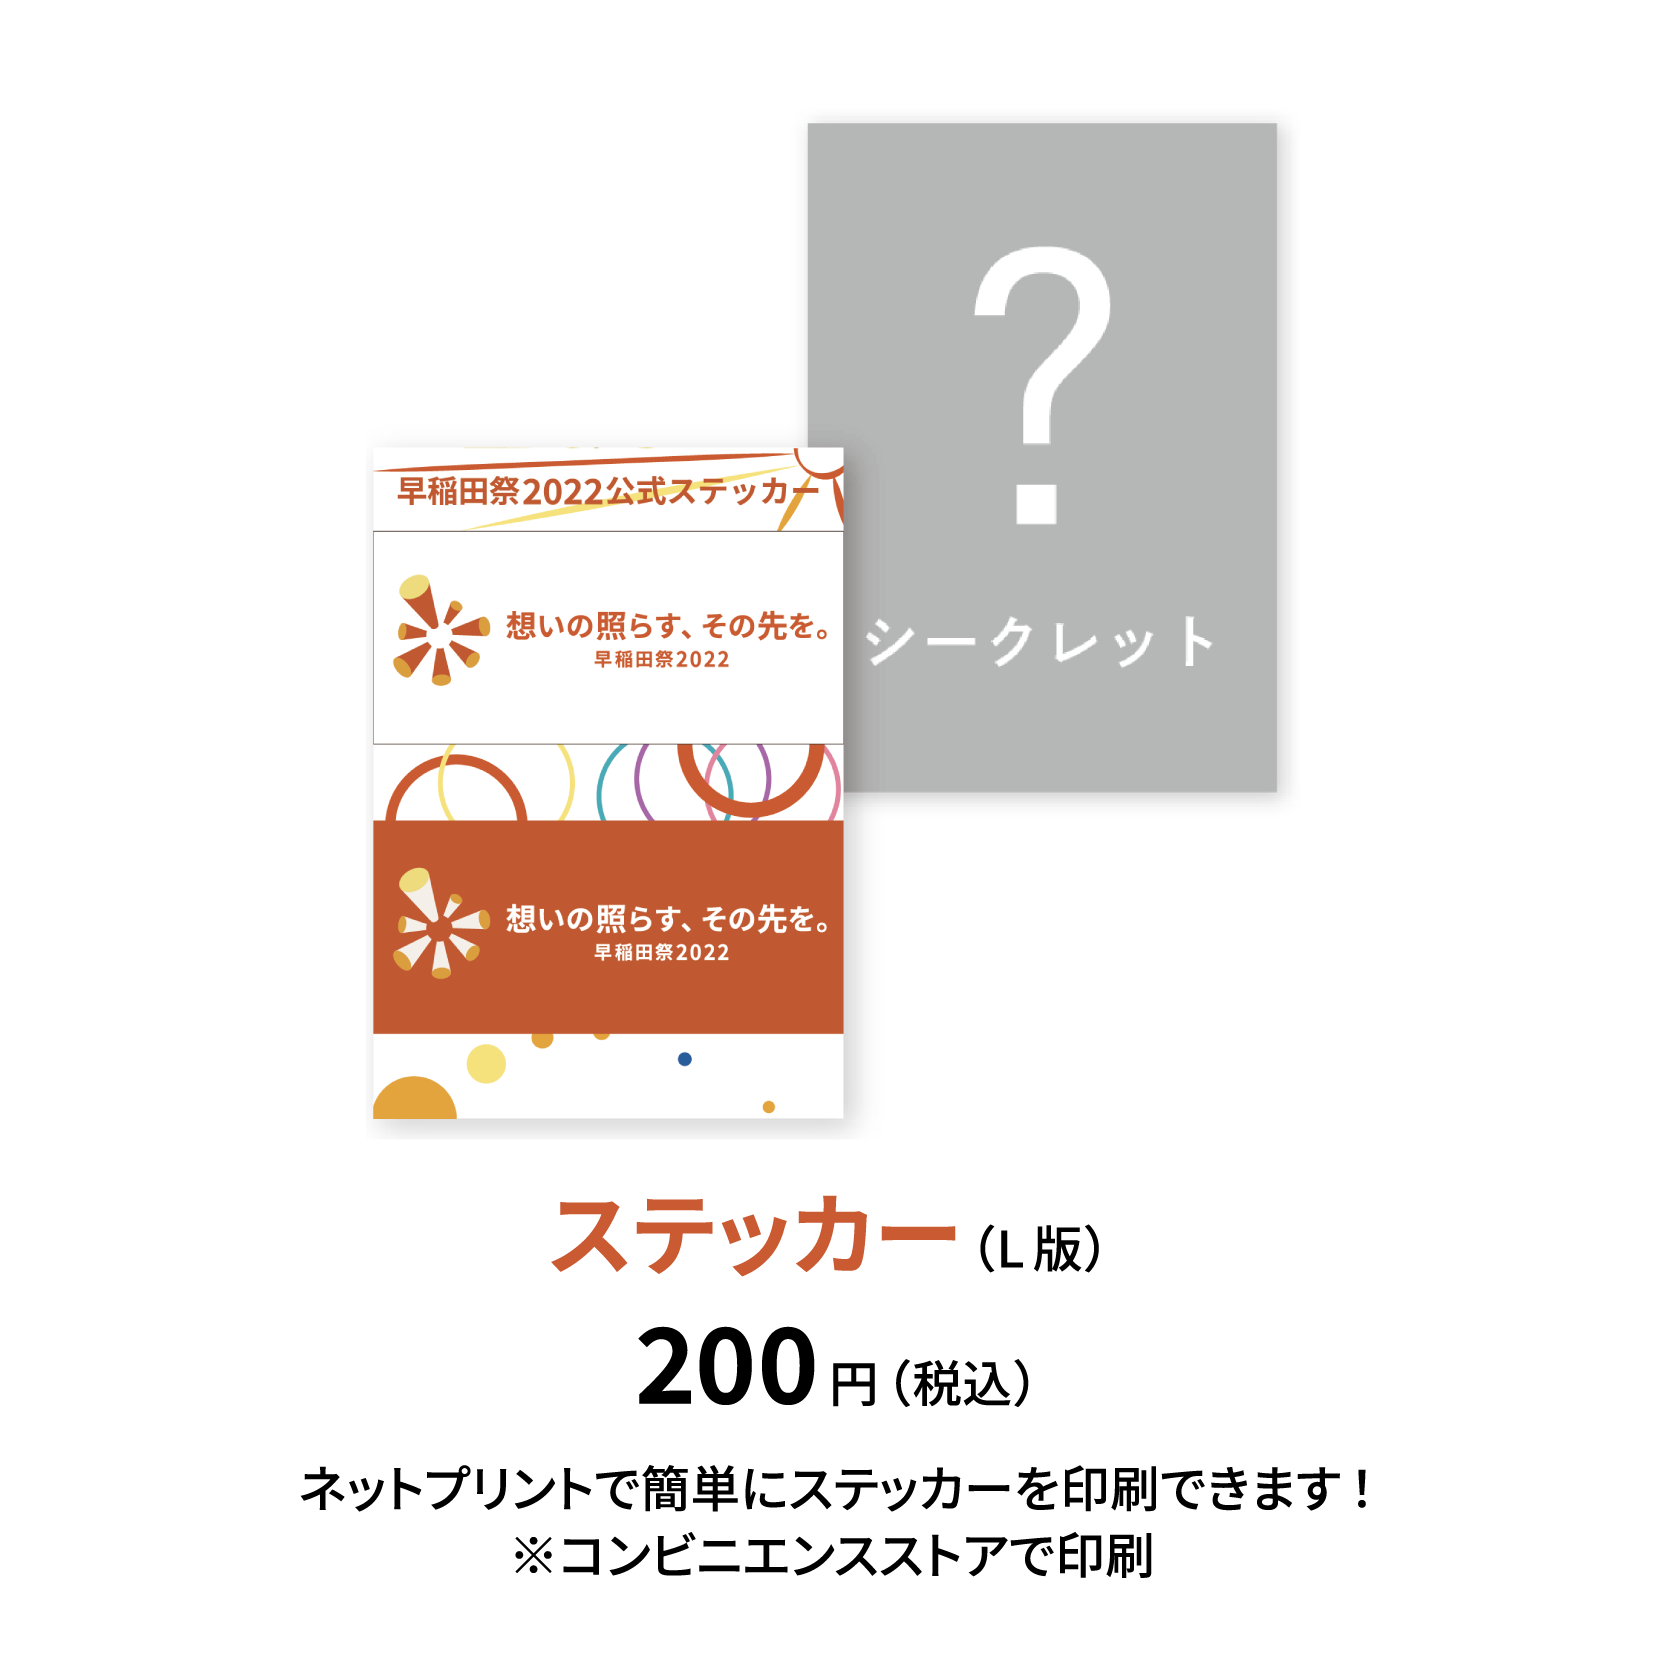 ?
シークレット
早稲田祭2022公式ステッカー
想いの照らす、その先を。
早稲田祭2022
想いの照らす、その先を。
早稲田祭2022
ステッカー（L版）
200円（税込）
ネットプリントで簡単にステッカーを印刷できます！
※コンビニエンスストアで印刷